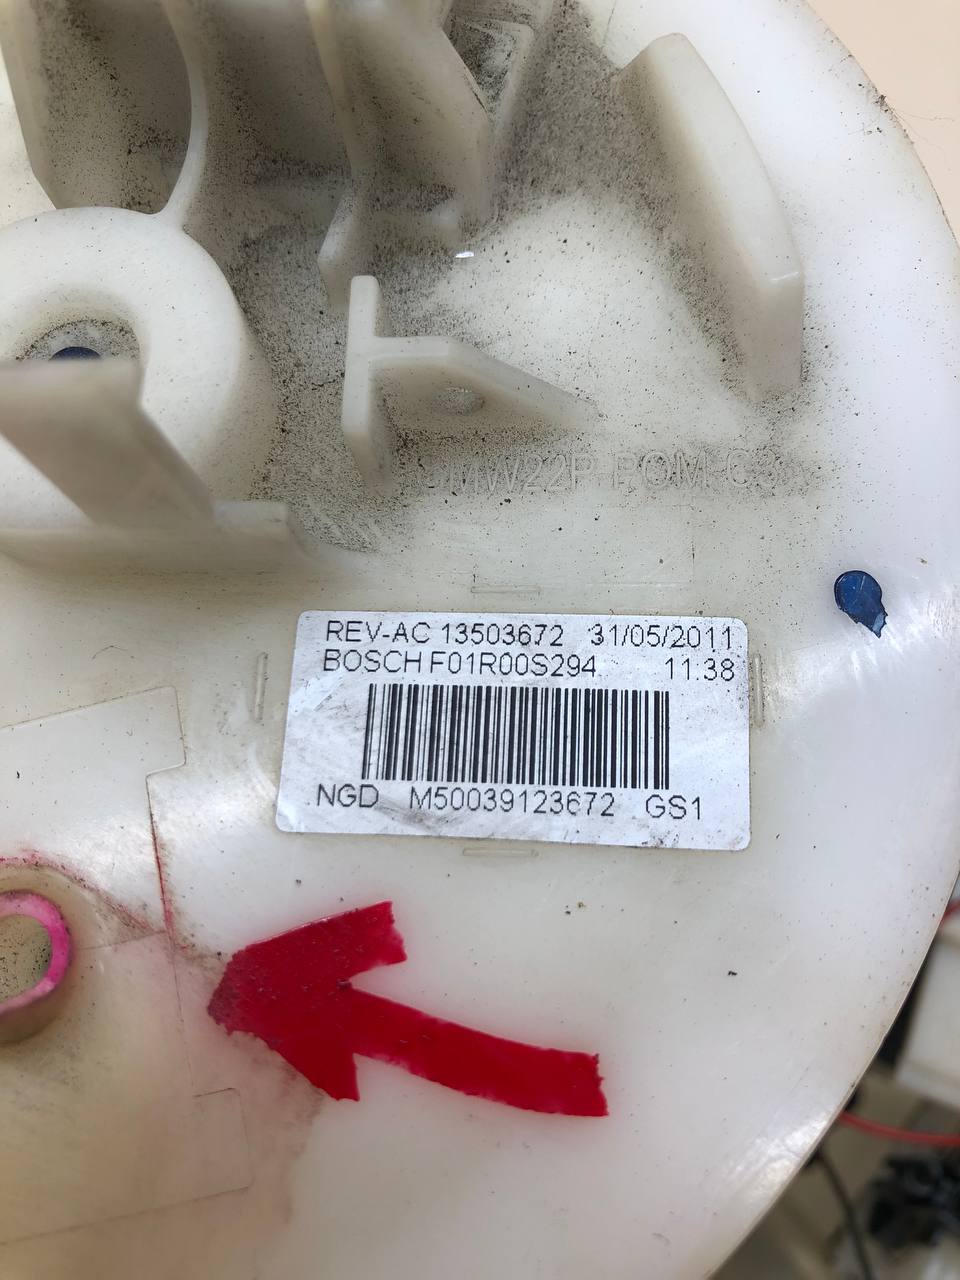 MW22P POM-C3
REV-AC 13503672 31/05/2011
BOSCH F01R00S294 11:38
NGD M50039123672 GS1